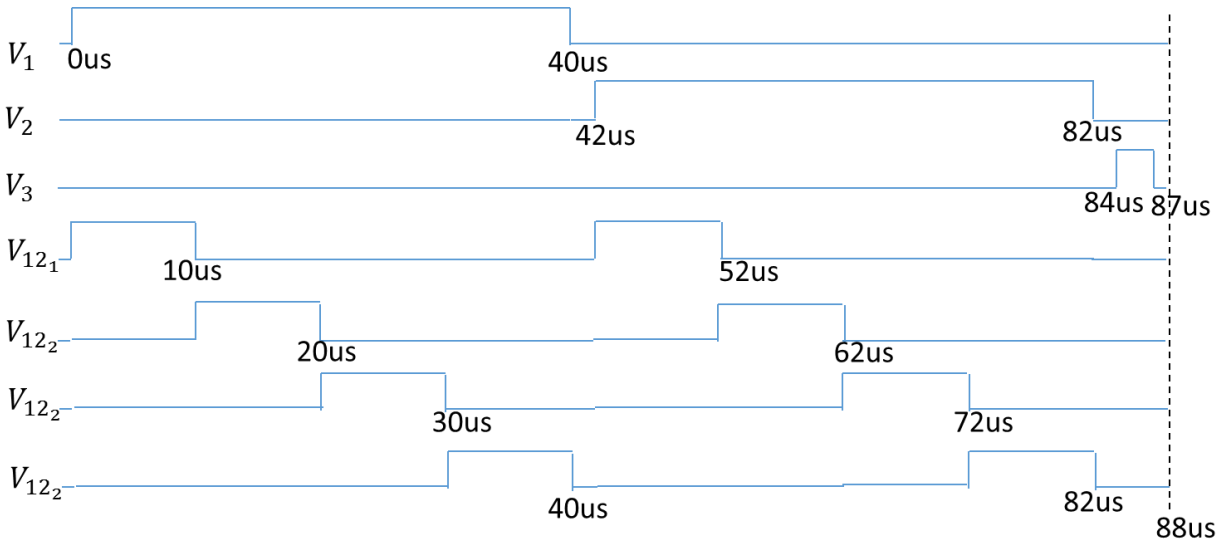 V₁
0us 40us
V₂
42us 82us
V₃
84us 87us
V₁₂₁
10us 52us
V₁₂₂
20us 62us
V₁₂₂
30us 72us
V₁₂₂
40us 82us
88us